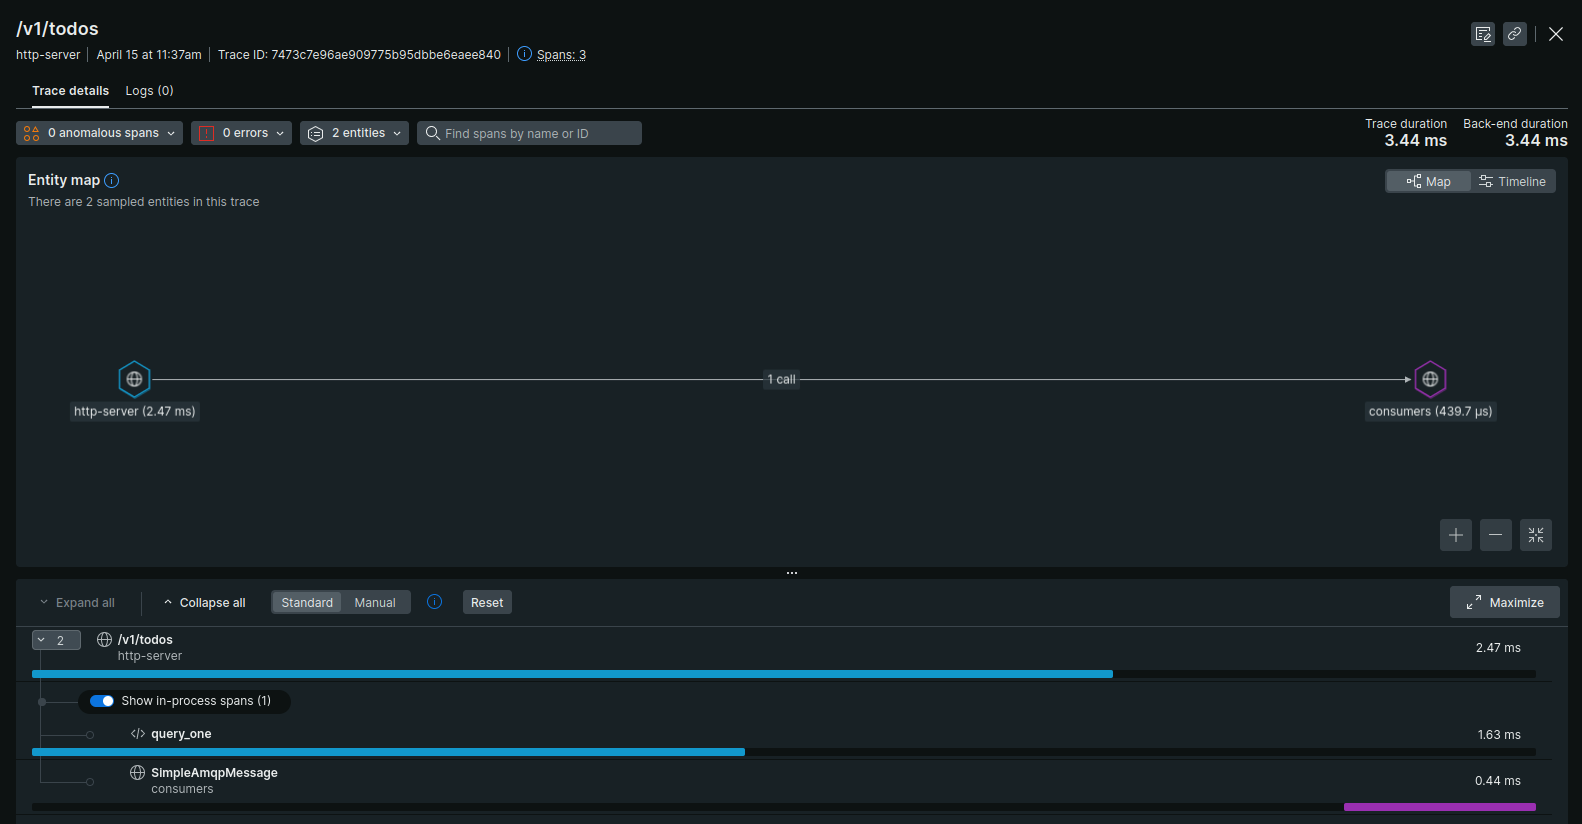 /v1/todos
http-server | April 15 at 11:37am | Trace ID: 7473c7e96ae909775b95dbbe6eaee840 | Spans: 3
Trace details Logs (0)
0 anomalous spans 0 errors 2 entities Find spans by name or ID
Trace duration Back-end duration
3.44 ms 3.44 ms
Entity map
There are 2 sampled entities in this trace
Map Timeline
1 call
http-server (2.47 ms) consumers (439.7 µs)
Expand all Collapse all Standard Manual Reset Maximize
2 /v1/todos
http-server
2.47 ms
Show in-process spans (1)
</> query_one 1.63 ms
SimpleAmqpMessage
consumers
0.44 ms